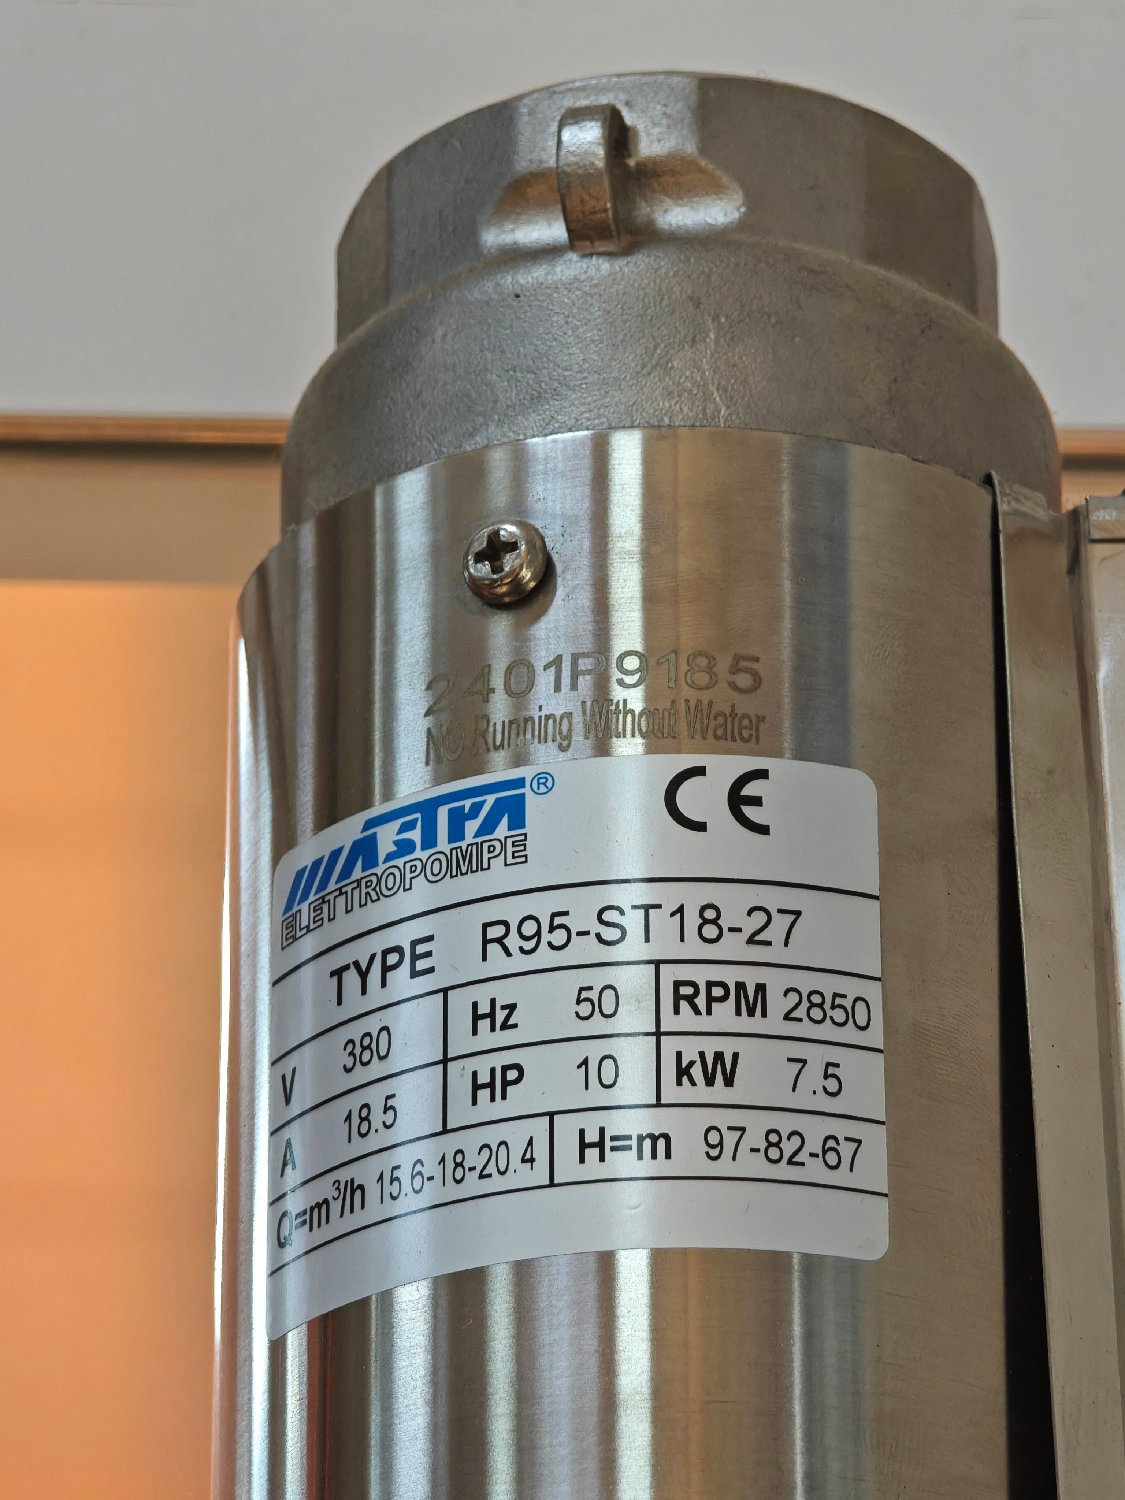 2401P9185
NO Running Without Water
MASTRA® CE
ELETTROPOMPE
TYPE R95-ST18-27
V 380 Hz 50 RPM 2850
A 18.5 HP 10 kW 7.5
Q=m³/h 15.6-18-20.4 H=m 97-82-67